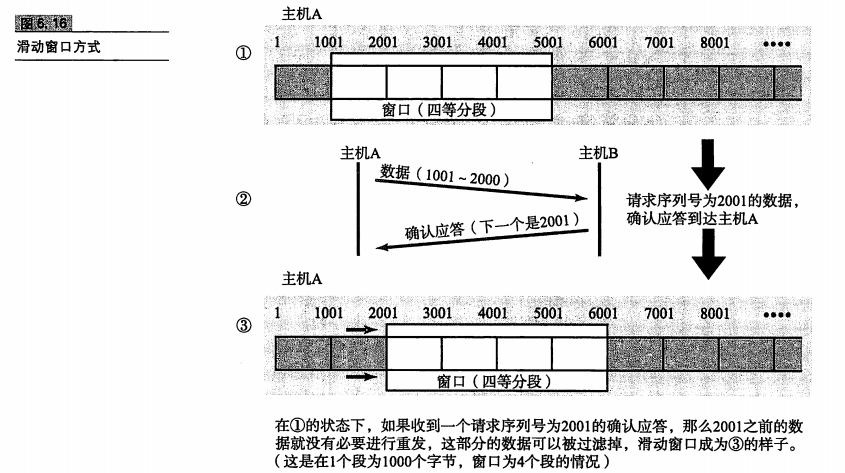 图6.16
滑动窗口方式
主机A
①
1 1001 2001 3001 4001 5001 6001 7001 8001 ····
窗口（四等分段）
主机A
主机B
②
数据（1001～2000）
确认应答（下一个是2001）
请求序列号为2001的数据，
确认应答到达主机A
主机A
③
1 1001 2001 3001 4001 5001 6001 7001 8001 ····
窗口（四等分段）
在①的状态下，如果收到一个请求序列号为2001的确认应答，那么2001之前的数
据就没有必要进行重发，这部分的数据可以被过滤掉，滑动窗口成为③的样子。
（这是在1个段为1000个字节，窗口为4个段的情况）